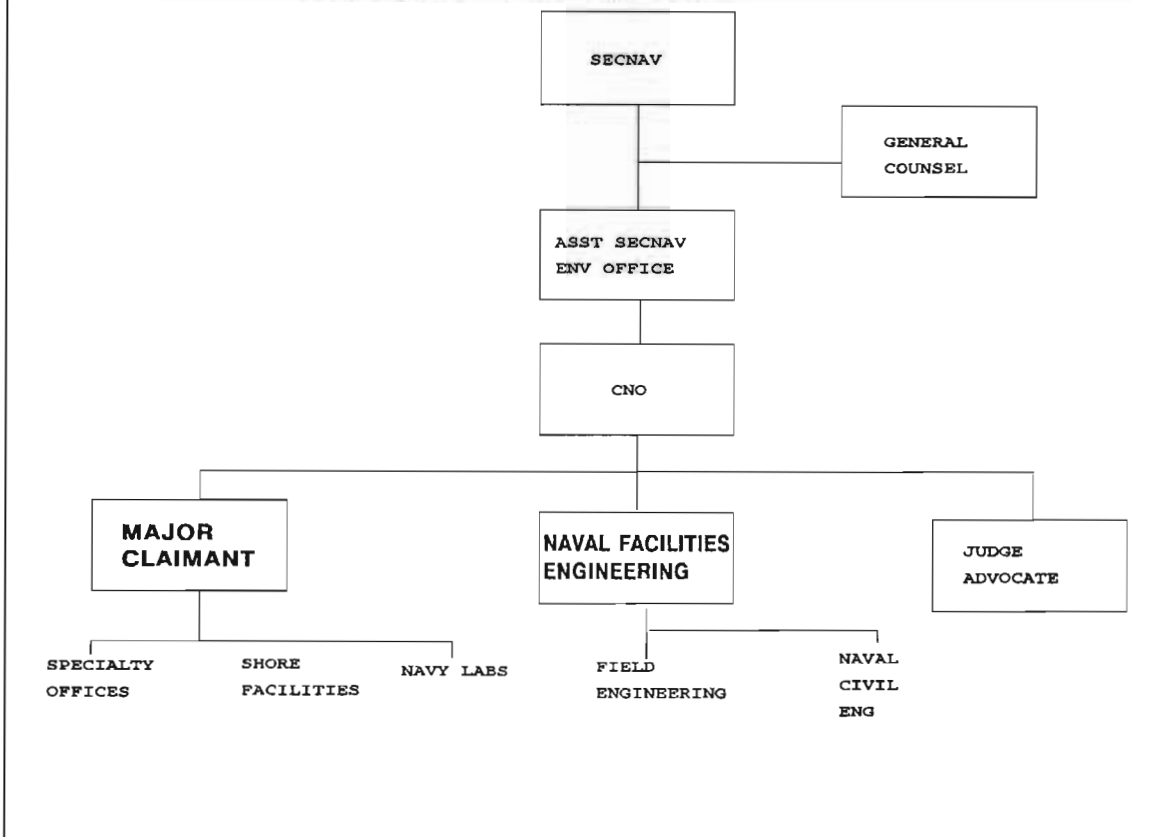 SECNAV
GENERAL
COUNSEL
ASST SECNAV
ENV OFFICE
CNO
MAJOR
CLAIMANT
NAVAL FACILITIES
ENGINEERING
JUDGE
ADVOCATE
SPECIALTY
OFFICES
SHORE
FACILITIES
NAVY LABS
FIELD
ENGINEERING
NAVAL
CIVIL
ENG